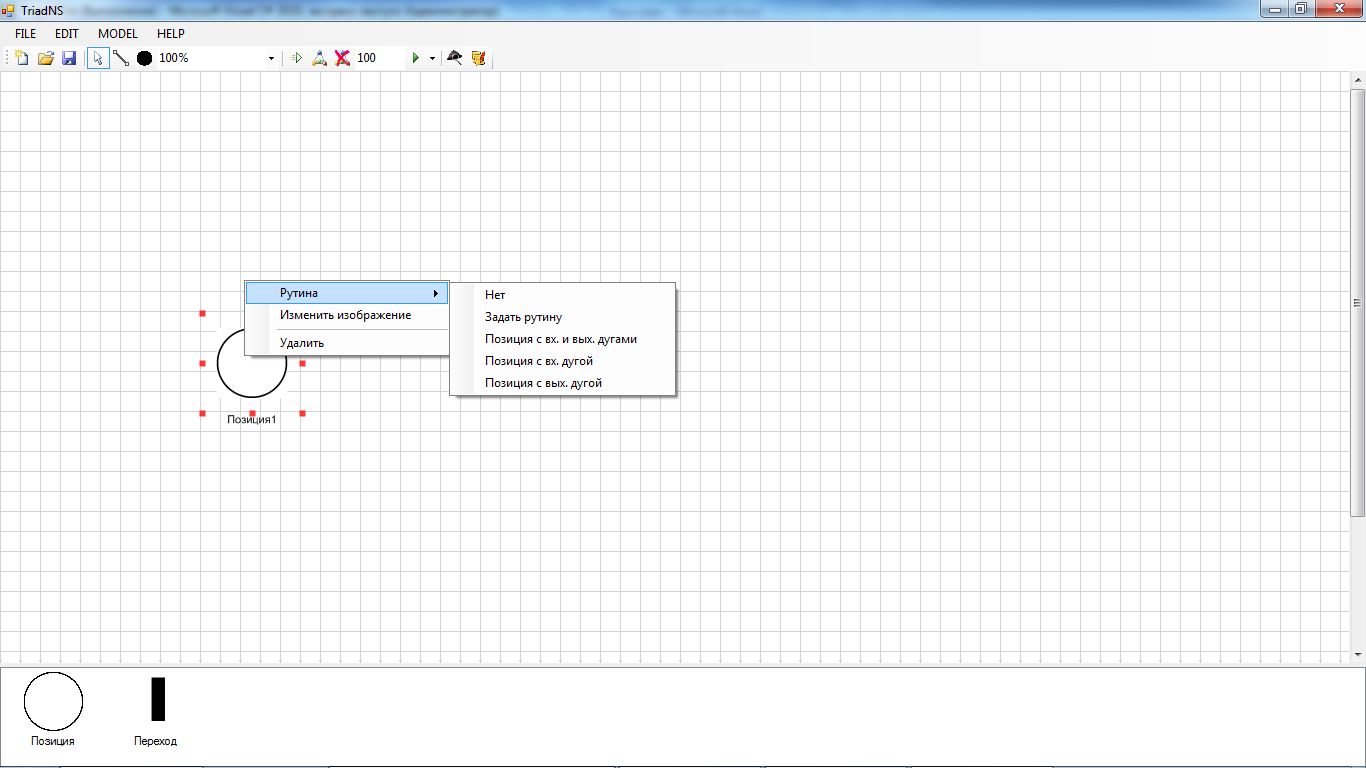 TriadNS
FILE EDIT MODEL HELP
100% 100
Рутина
Изменить изображение
Удалить
Нет
Задать рутину
Позиция с вх. и вых. дугами
Позиция с вх. дугой
Позиция с вых. дугой
Позиция1
Позиция Переход